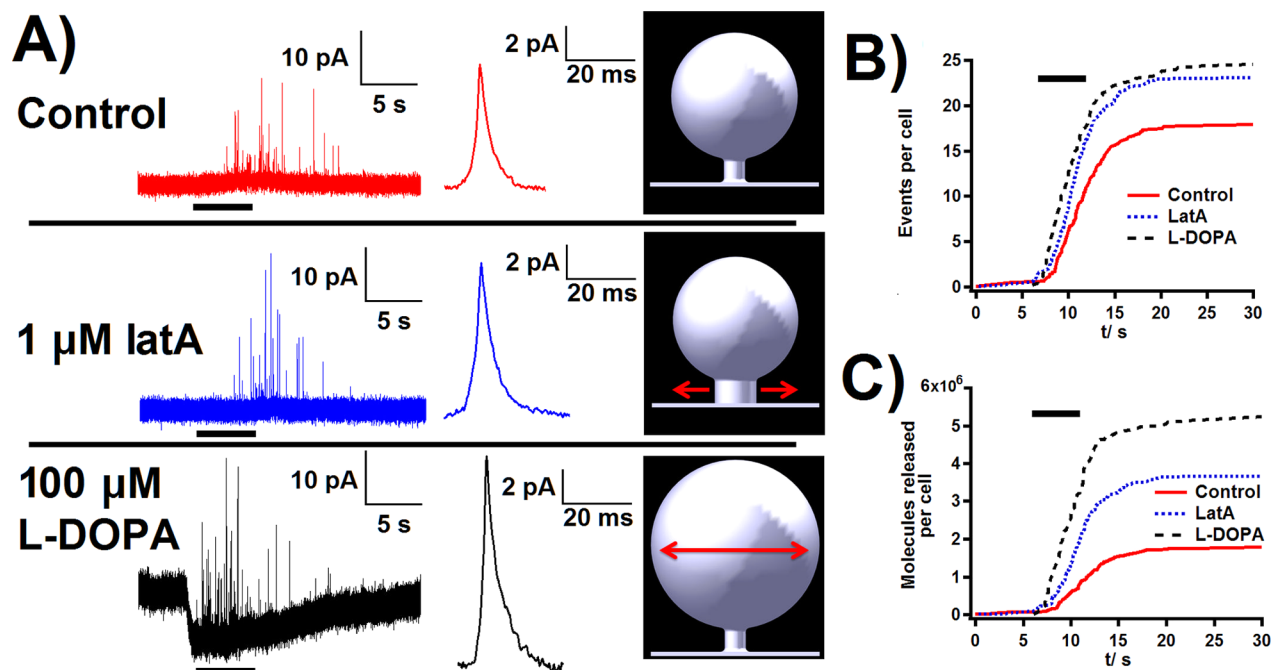 A)
Control
10 pA
5 s
2 pA
20 ms
1 µM latA
10 pA
5 s
2 pA
20 ms
100 µM
L-DOPA
10 pA
5 s
2 pA
20 ms
B)
Events per cell
25
20
15
10
5
0
Control
LatA
L-DOPA
0 5 10 15 20 25 30
t/ s
C)
Molecules released
per cell
6x10⁶
5
4
3
2
1
0
Control
LatA
L-DOPA
0 5 10 15 20 25 30
t/ s